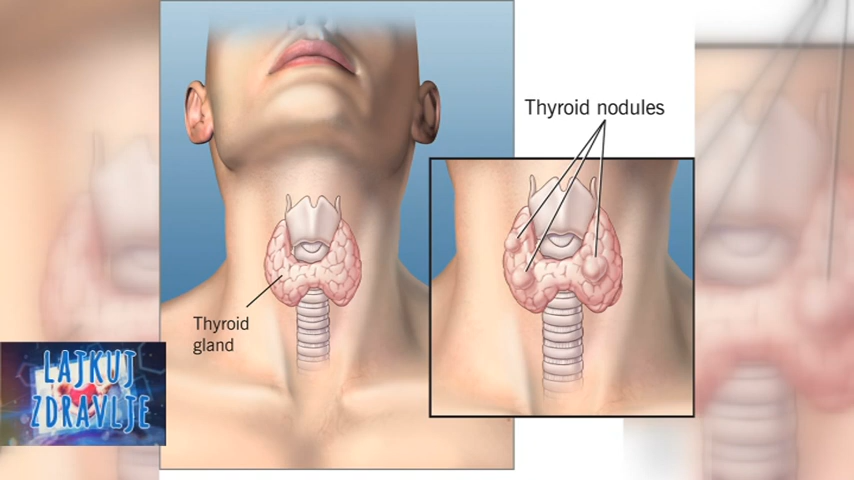 Thyroid nodules
Thyroid
gland
LAJKUJ
ZDRAVLJE